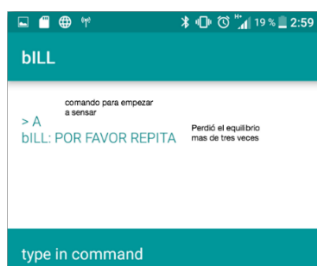 19 % 2:59
bILL
comando para empezar
a sensar
> A
bILL: POR FAVOR REPITA
Perdió el equilibrio
mas de tres veces
type in command